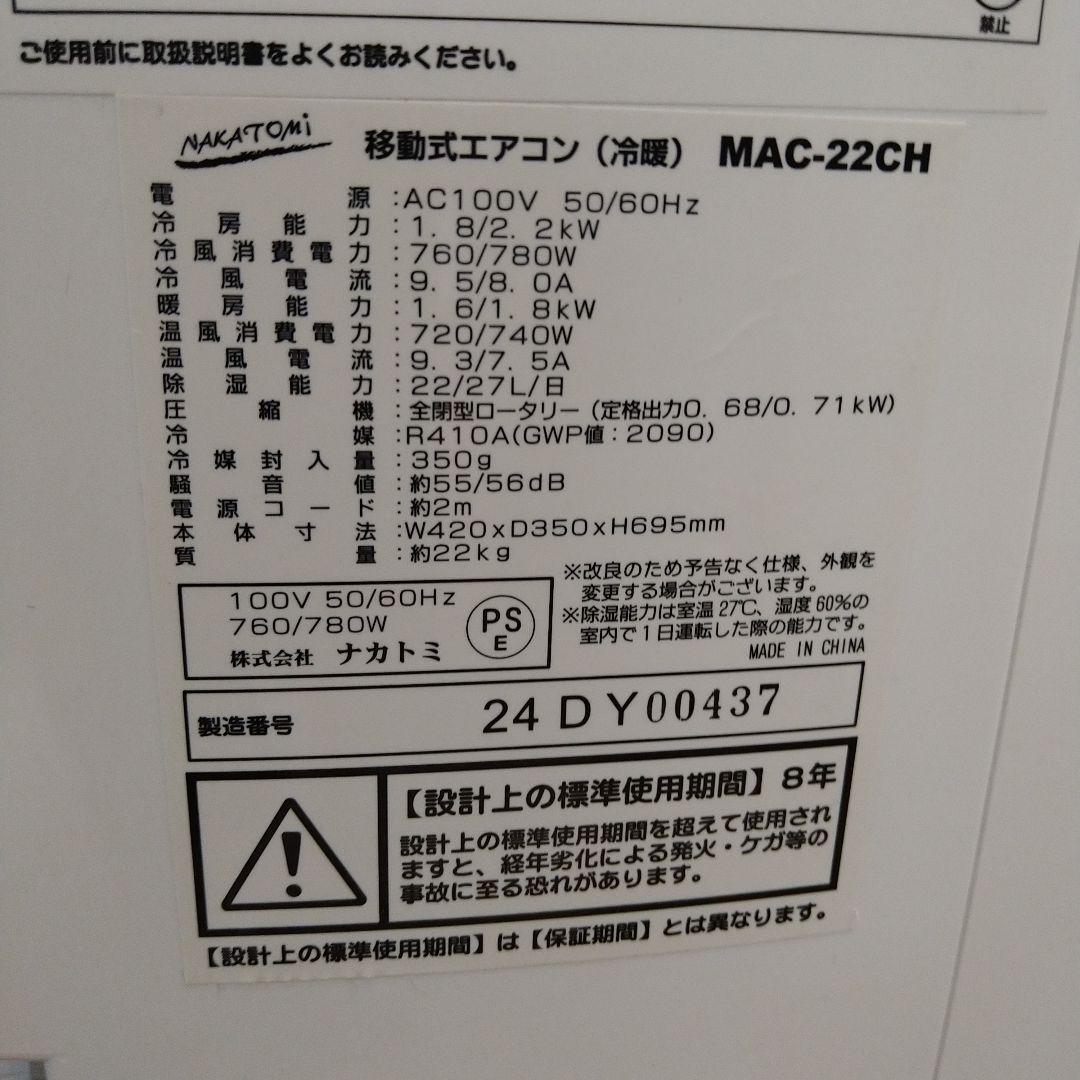 禁止
ご使用前に取扱説明書をよくお読みください。
NAKATOMi 移動式エアコン（冷暖） MAC-22CH
電源：AC100V 50/60Hz
冷房能力：1.8/2.2kW
冷風消費電力：760/780W
冷風電流：9.5/8.0A
暖房能力：1.6/1.8kW
温風消費電力：720/740W
温風電流：9.3/7.5A
除湿能力：22/27L/日
圧縮機：全閉型ロータリー（定格出力0.68/0.71kW）
冷媒：R410A(GWP値：2090)
冷媒封入量：350g
騒音値：約55/56dB
電源コード：約2m
本体寸法：W420xD350xH695mm
質量：約22kg
※改良のため予告なく仕様、外観を
変更する場合がございます。
※除湿能力は室温27℃、湿度60%の
室内で1日運転した際の能力です。
MADE IN CHINA
100V 50/60Hz
760/780W
株式会社 ナカトミ
PS
E
製造番号 24DY00437
【設計上の標準使用期間】8年
設計上の標準使用期間を超えて使用され
ますと、経年劣化による発火・ケガ等の
事故に至る恐れがあります。
【設計上の標準使用期間】は【保証期間】とは異なります。